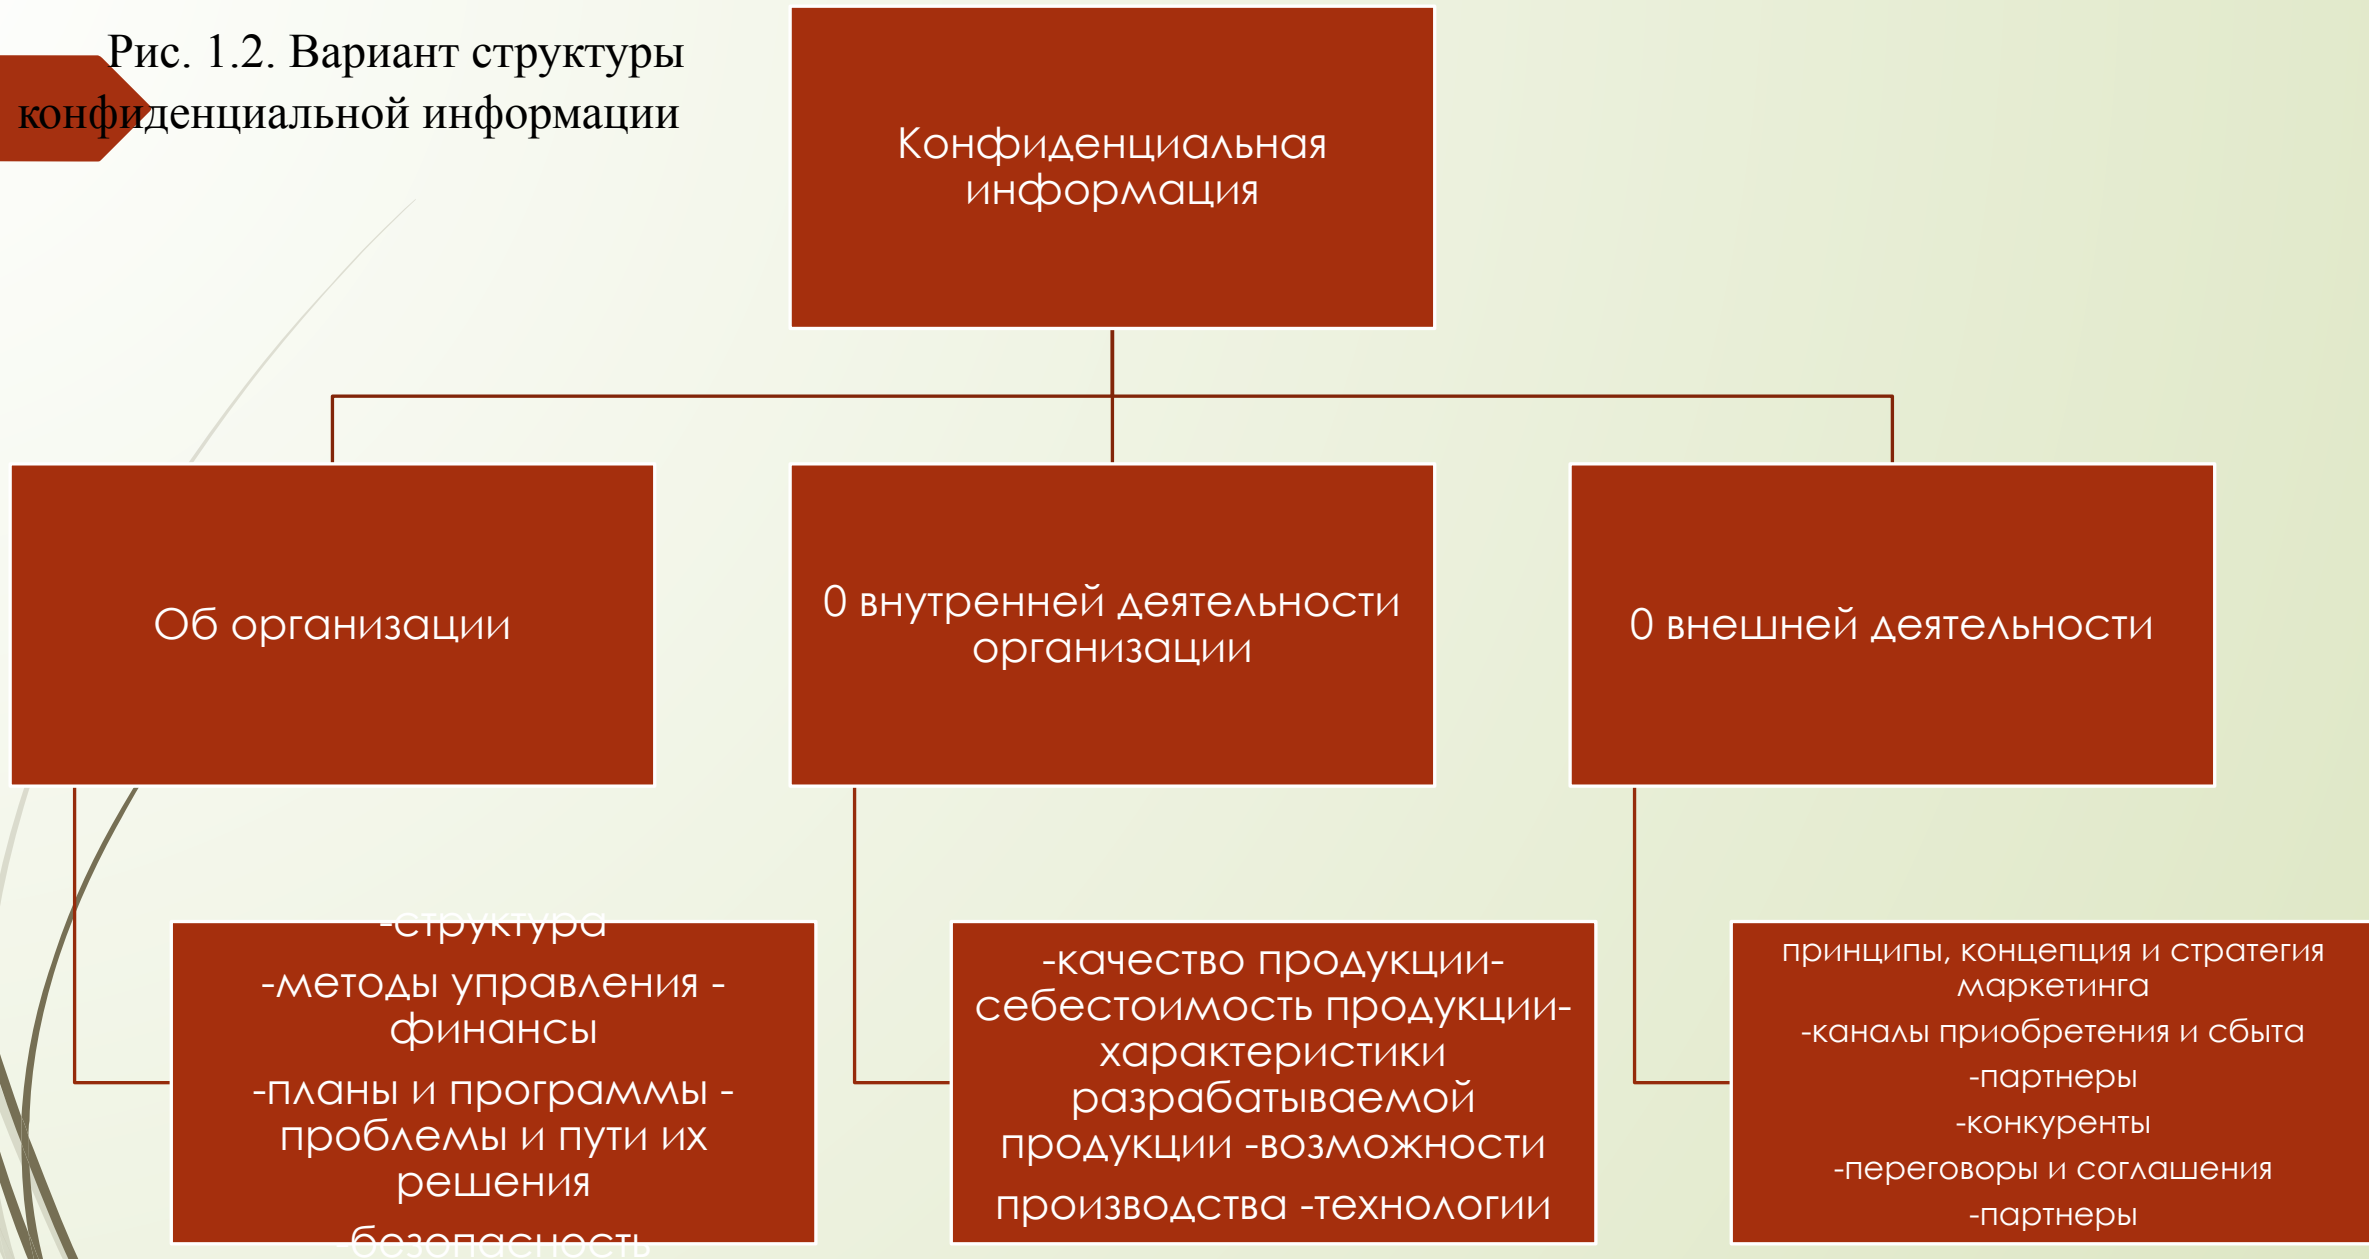 Рис. 1.2. Вариант структуры
конфиденциальной информации
Конфиденциальная
информация
Об организации
0 внутренней деятельности
организации
0 внешней деятельности
-структура
-методы управления -
финансы
-планы и программы -
проблемы и пути их
решения
-безопасность
-качество продукции-
себестоимость продукции-
характеристики
разрабатываемой
продукции -возможности
производства -технологии
принципы, концепция и стратегия
маркетинга
-каналы приобретения и сбыта
-партнеры
-конкуренты
-переговоры и соглашения
-партнеры